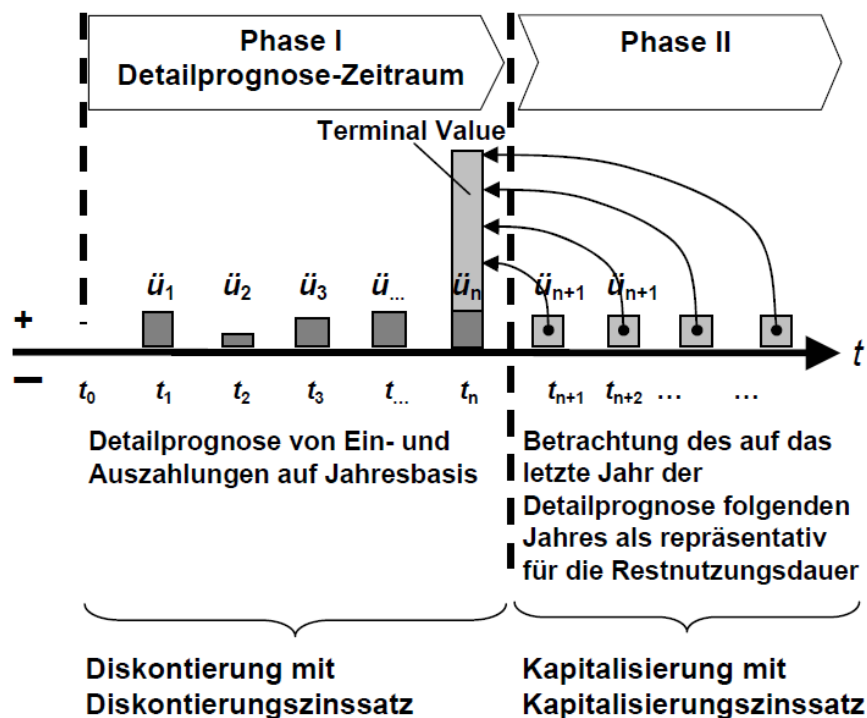 Phase I
Detailprognose-Zeitraum
Phase II
Terminal Value
ü1 ü2 ü3 ü... ün ün+1 ün+1
+
t
–
t0 t1 t2 t3 t... tn tn+1 tn+2 ... ...
Detailprognose von Ein- und
Auszahlungen auf Jahresbasis
Betrachtung des auf das
letzte Jahr der
Detailprognose folgenden
Jahres als repräsentativ
für die Restnutzungsdauer
Diskontierung mit
Diskontierungszinssatz
Kapitalisierung mit
Kapitalisierungszinssatz